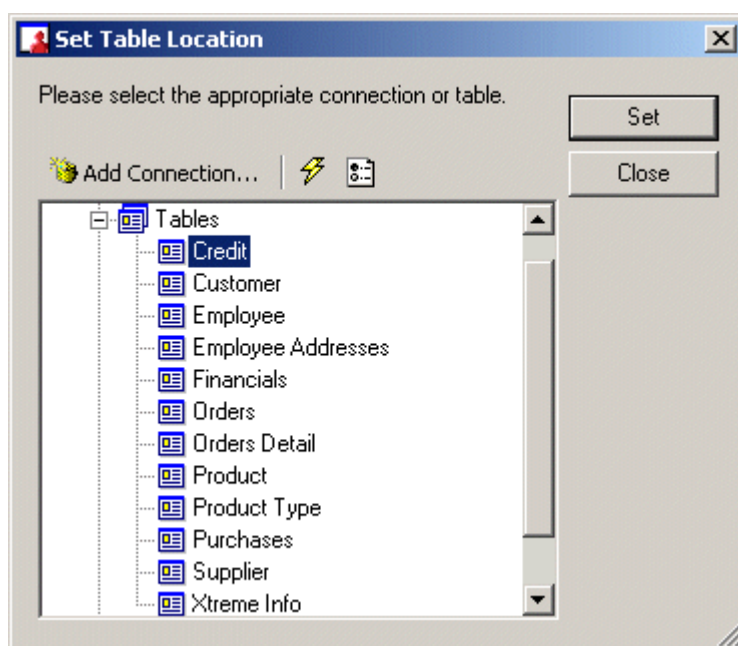 Set Table Location
Please select the appropriate connection or table.
Set
Add Connection...
Close
Tables
Credit
Customer
Employee
Employee Addresses
Financials
Orders
Orders Detail
Product
Product Type
Purchases
Supplier
Xtreme Info